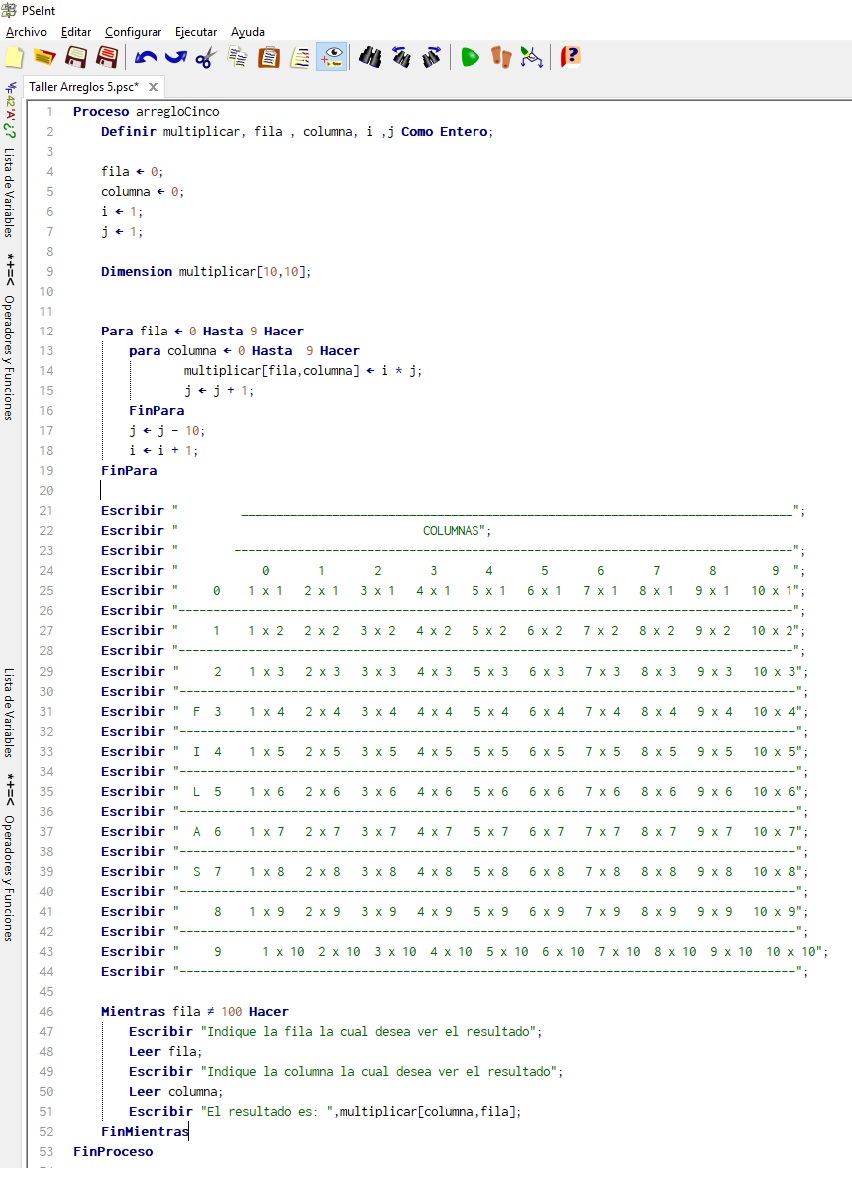 PSeInt
Archivo Editar Configurar Ejecutar Ayuda
Taller Arreglos 5.psc* ✕
1 Proceso arregloCinco
2 Definir multiplicar, fila , columna, i ,j Como Entero;
3
4 fila ← 0;
5 columna ← 0;
6 i ← 1;
7 j ← 1;
8
9 Dimension multiplicar[10,10];
10
11
12 Para fila ← 0 Hasta 9 Hacer
13 para columna ← 0 Hasta 9 Hacer
14 multiplicar[fila,columna] ← i * j;
15 j ← j + 1;
16 FinPara
17 j ← j - 10;
18 i ← i + 1;
19 FinPara
20
21 Escribir " _______________________________________________________________________________";
22 Escribir " COLUMNAS";
23 Escribir " --------------------------------------------------------------------------------";
24 Escribir " 0 1 2 3 4 5 6 7 8 9 ";
25 Escribir " 0 1 x 1 2 x 1 3 x 1 4 x 1 5 x 1 6 x 1 7 x 1 8 x 1 9 x 1 10 x 1";
26 Escribir "----------------------------------------------------------------------------------------";
27 Escribir " 1 1 x 2 2 x 2 3 x 2 4 x 2 5 x 2 6 x 2 7 x 2 8 x 2 9 x 2 10 x 2";
28 Escribir "----------------------------------------------------------------------------------------";
29 Escribir " 2 1 x 3 2 x 3 3 x 3 4 x 3 5 x 3 6 x 3 7 x 3 8 x 3 9 x 3 10 x 3";
30 Escribir "----------------------------------------------------------------------------------------";
31 Escribir " F 3 1 x 4 2 x 4 3 x 4 4 x 4 5 x 4 6 x 4 7 x 4 8 x 4 9 x 4 10 x 4";
32 Escribir "----------------------------------------------------------------------------------------";
33 Escribir " I 4 1 x 5 2 x 5 3 x 5 4 x 5 5 x 5 6 x 5 7 x 5 8 x 5 9 x 5 10 x 5";
34 Escribir "----------------------------------------------------------------------------------------";
35 Escribir " L 5 1 x 6 2 x 6 3 x 6 4 x 6 5 x 6 6 x 6 7 x 6 8 x 6 9 x 6 10 x 6";
36 Escribir "----------------------------------------------------------------------------------------";
37 Escribir " A 6 1 x 7 2 x 7 3 x 7 4 x 7 5 x 7 6 x 7 7 x 7 8 x 7 9 x 7 10 x 7";
38 Escribir "----------------------------------------------------------------------------------------";
39 Escribir " S 7 1 x 8 2 x 8 3 x 8 4 x 8 5 x 8 6 x 8 7 x 8 8 x 8 9 x 8 10 x 8";
40 Escribir "----------------------------------------------------------------------------------------";
41 Escribir " 8 1 x 9 2 x 9 3 x 9 4 x 9 5 x 9 6 x 9 7 x 9 8 x 9 9 x 9 10 x 9";
42 Escribir "----------------------------------------------------------------------------------------";
43 Escribir " 9 1 x 10 2 x 10 3 x 10 4 x 10 5 x 10 6 x 10 7 x 10 8 x 10 9 x 10 10 x 10";
44 Escribir "----------------------------------------------------------------------------------------";
45
46 Mientras fila ≠ 100 Hacer
47 Escribir "Indique la fila la cual desea ver el resultado";
48 Leer fila;
49 Escribir "Indique la columna la cual desea ver el resultado";
50 Leer columna;
51 Escribir "El resultado es: ",multiplicar[columna,fila];
52 FinMientras
53 FinProceso
Lista de Variables
*+=< Operadores y Funciones
Lista de Variables
*+=< Operadores y Funciones